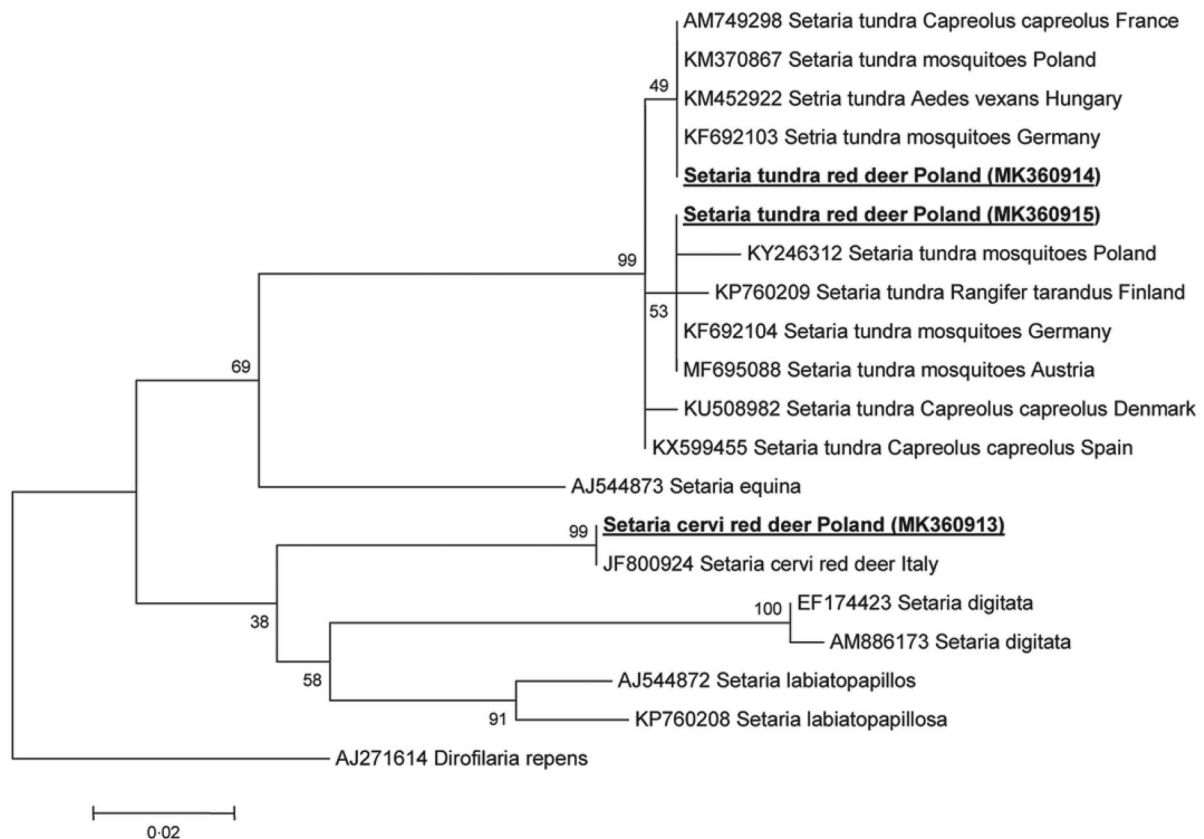 AM749298 Setaria tundra Capreolus capreolus France
KM370867 Setaria tundra mosquitoes Poland
49
KM452922 Setria tundra Aedes vexans Hungary
KF692103 Setria tundra mosquitoes Germany
Setaria tundra red deer Poland (MK360914)
Setaria tundra red deer Poland (MK360915)
KY246312 Setaria tundra mosquitoes Poland
99
KP760209 Setaria tundra Rangifer tarandus Finland
53
KF692104 Setaria tundra mosquitoes Germany
69
MF695088 Setaria tundra mosquitoes Austria
KU508982 Setaria tundra Capreolus capreolus Denmark
KX599455 Setaria tundra Capreolus capreolus Spain
AJ544873 Setaria equina
Setaria cervi red deer Poland (MK360913)
99
JF800924 Setaria cervi red deer Italy
EF174423 Setaria digitata
100
38
AM886173 Setaria digitata
58
AJ544872 Setaria labiatopapillos
91
KP760208 Setaria labiatopapillosa
AJ271614 Dirofilaria repens
0·02